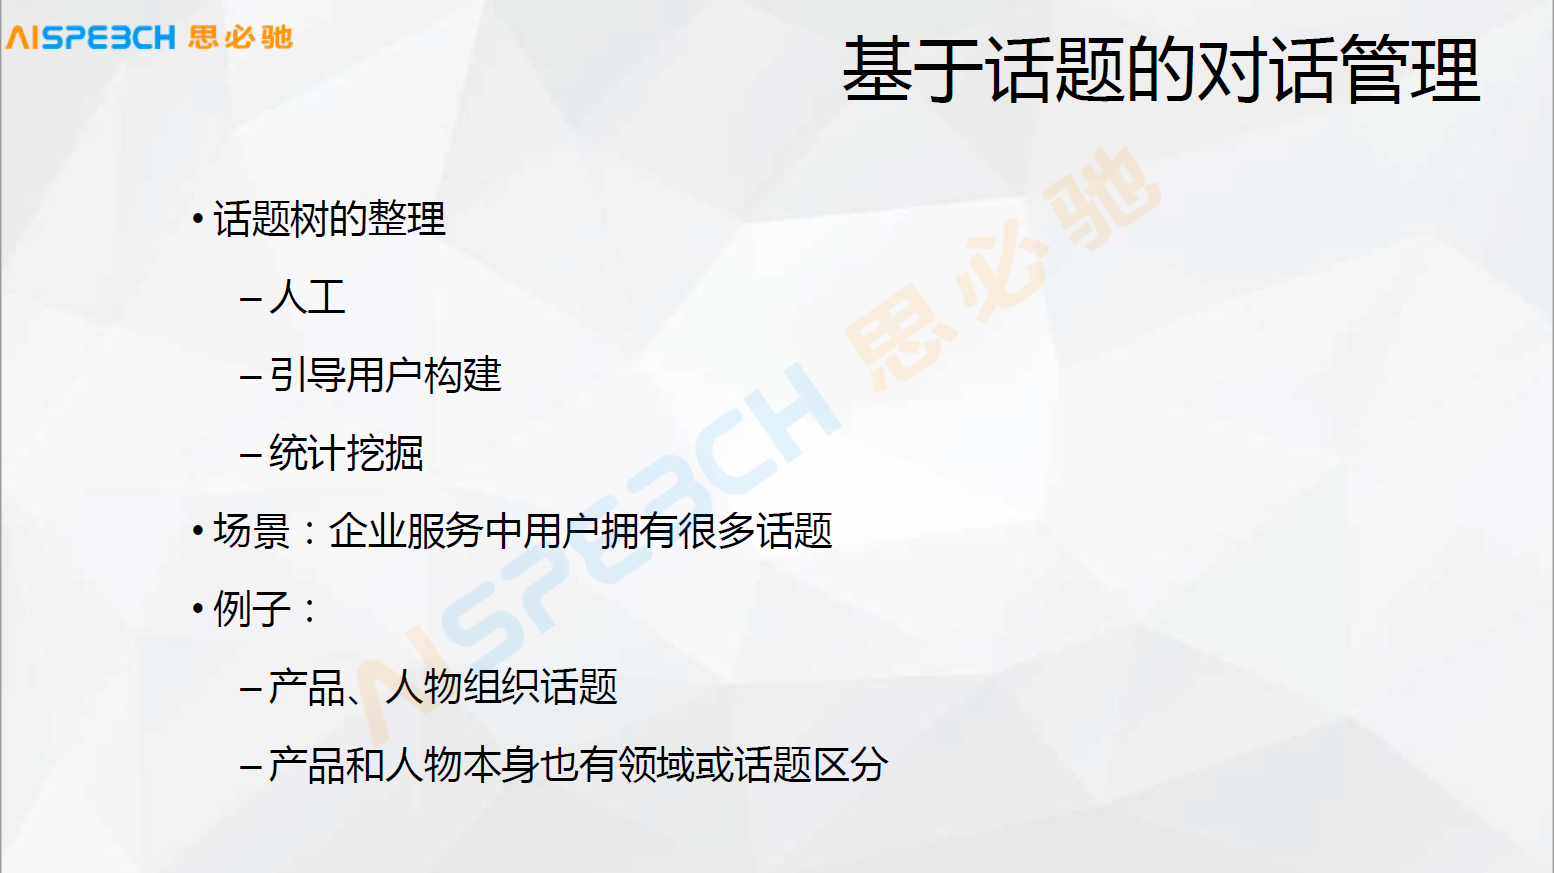 AISPEECH 思必驰
基于话题的对话管理
• 话题树的整理
– 人工
– 引导用户构建
– 统计挖掘
• 场景：企业服务中用户拥有很多话题
• 例子：
– 产品、人物组织话题
– 产品和人物本身也有领域或话题区分
AISPEECH 思必驰